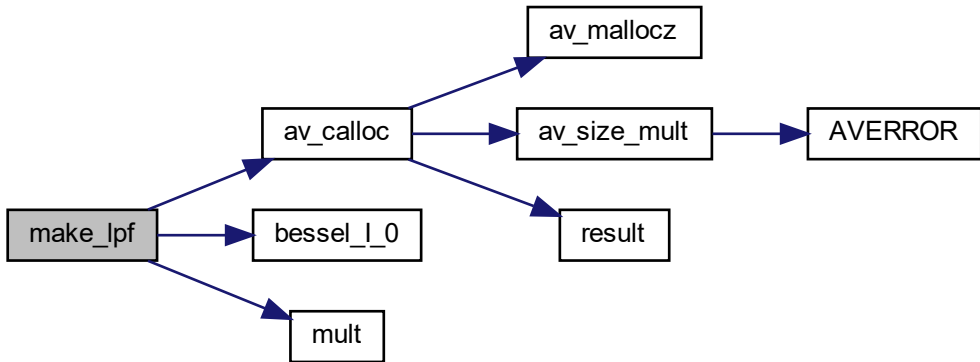 av_mallocz
av_calloc
av_size_mult
AVERROR
make_lpf
bessel_I_0
result
mult